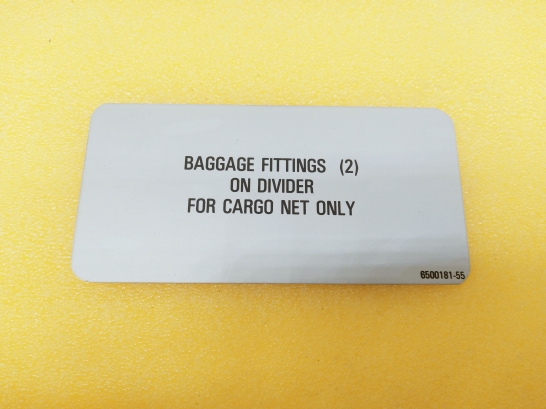 BAGGAGE FITTINGS (2)
ON DIVIDER
FOR CARGO NET ONLY
6500181-55